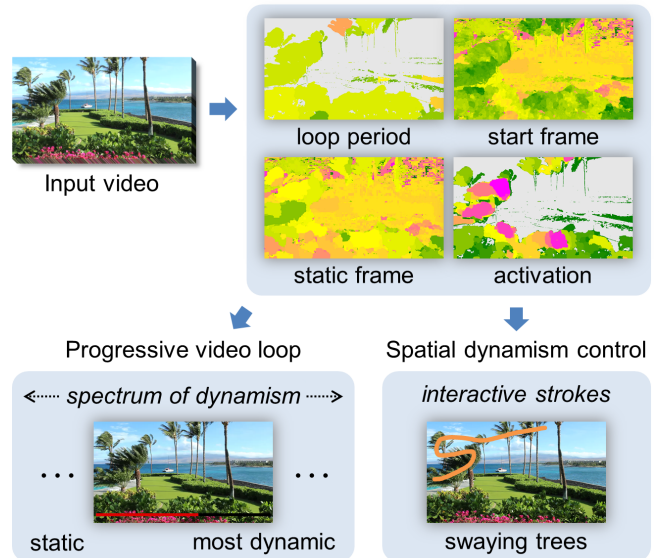 Input video
loop period
start frame
static frame
activation
Progressive video loop
spectrum of dynamism
...
...
static
most dynamic
Spatial dynamism control
interactive strokes
swaying trees